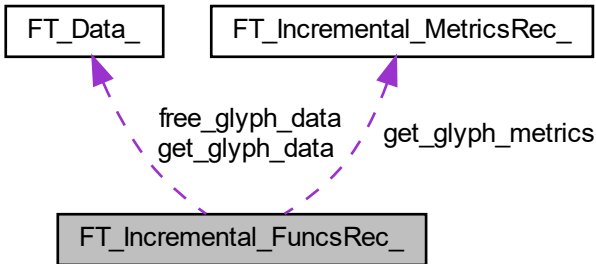 FT_Data_
FT_Incremental_MetricsRec_
free_glyph_data
get_glyph_data
get_glyph_metrics
FT_Incremental_FuncsRec_